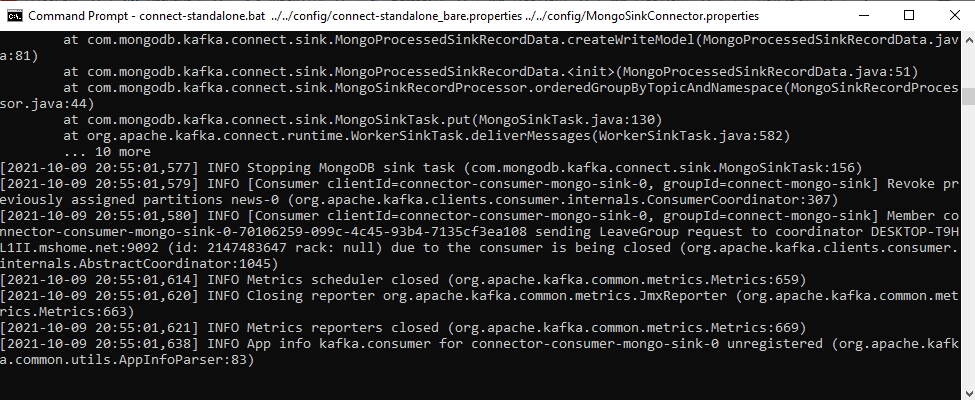 Command Prompt - connect-standalone.bat ../../config/connect-standalone_bare.properties ../../config/MongoSinkConnector.properties
at com.mongodb.kafka.connect.sink.MongoProcessedSinkRecordData.createWriteModel(MongoProcessedSinkRecordData.jav
a:81)
at com.mongodb.kafka.connect.sink.MongoProcessedSinkRecordData.<init>(MongoProcessedSinkRecordData.java:51)
at com.mongodb.kafka.connect.sink.MongoSinkRecordProcessor.orderedGroupByTopicAndNamespace(MongoSinkRecordProces
sor.java:44)
at com.mongodb.kafka.connect.sink.MongoSinkTask.put(MongoSinkTask.java:130)
at org.apache.kafka.connect.runtime.WorkerSinkTask.deliverMessages(WorkerSinkTask.java:582)
... 10 more
[2021-10-09 20:55:01,577] INFO Stopping MongoDB sink task (com.mongodb.kafka.connect.sink.MongoSinkTask:156)
[2021-10-09 20:55:01,579] INFO [Consumer clientId=connector-consumer-mongo-sink-0, groupId=connect-mongo-sink] Revoke pr
eviously assigned partitions news-0 (org.apache.kafka.clients.consumer.internals.ConsumerCoordinator:307)
[2021-10-09 20:55:01,580] INFO [Consumer clientId=connector-consumer-mongo-sink-0, groupId=connect-mongo-sink] Member co
nnector-consumer-mongo-sink-0-70106259-099c-4c45-93b4-7135cf3ea108 sending LeaveGroup request to coordinator DESKTOP-T9H
L1II.mshome.net:9092 (id: 2147483647 rack: null) due to the consumer is being closed (org.apache.kafka.clients.consumer.
internals.AbstractCoordinator:1045)
[2021-10-09 20:55:01,614] INFO Metrics scheduler closed (org.apache.kafka.common.metrics.Metrics:659)
[2021-10-09 20:55:01,620] INFO Closing reporter org.apache.kafka.common.metrics.JmxReporter (org.apache.kafka.common.met
rics.Metrics:663)
[2021-10-09 20:55:01,621] INFO Metrics reporters closed (org.apache.kafka.common.metrics.Metrics:669)
[2021-10-09 20:55:01,638] INFO App info kafka.consumer for connector-consumer-mongo-sink-0 unregistered (org.apache.kafk
a.common.utils.AppInfoParser:83)